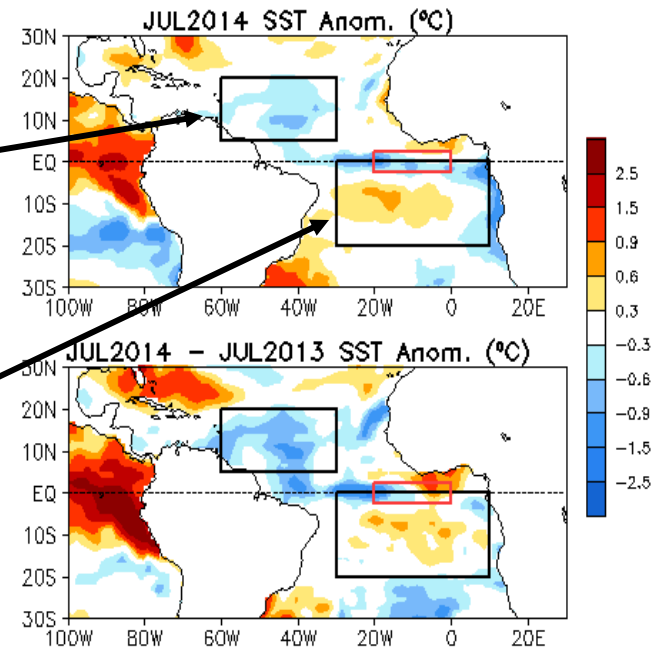 JUL2014 SST Anom. (ºC)
30N
20N
10N
EQ
10S
20S
30S
100W 80W 60W 40W 20W 0 20E
JUL2014 – JUL2013 SST Anom. (ºC)
30N
20N
10N
EQ
10S
20S
30S
100W 80W 60W 40W 20W 0 20E
2.5
1.5
0.9
0.6
0.3
-0.3
-0.6
-0.9
-1.5
-2.5